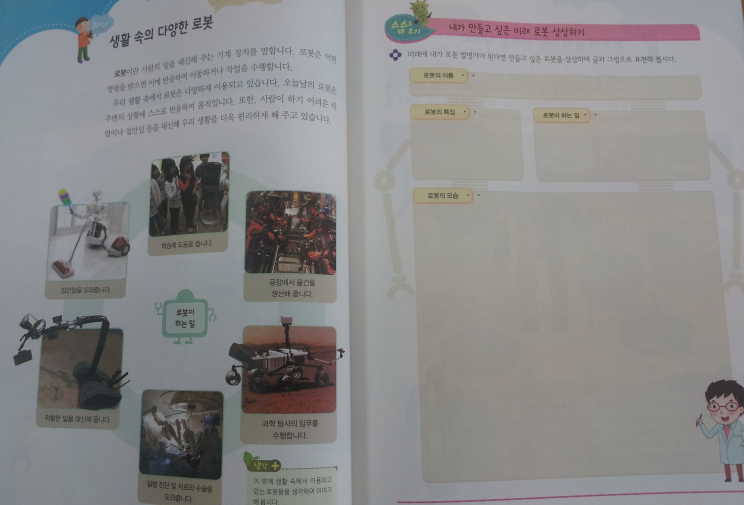 생활 속의 다양한 로봇
로봇이란 사람의 일을 대신해 주는 기계 장치를 말합니다. 로봇은 어떤
명령을 받으면 이에 반응하여 이동하거나 작업을 수행합니다.
우리 생활 속에서 로봇은 다양하게 이용되고 있습니다. 오늘날의 로봇은
주변의 상황에 스스로 반응하여 움직입니다. 또한, 사람이 하기 어려운 작
업이나 집안일 등을 대신해 우리 생활을 더욱 편리하게 해 주고 있습니다.
학습에 도움을 줍니다.
집안일을 도와줍니다.
공장에서 물건을
생산해 줍니다.
로봇이
하는 일
위험한 일을 대신해 줍니다.
과학 탐사의 임무를
수행합니다.
질병 진단 및 치료와 수술을
도와줍니다.
생각 +
이 밖에 생활 속에서 이용되고
있는 로봇들을 생각하여 이야기
해 봅시다.
스스로
해 보기
내가 만들고 싶은 미래 로봇 상상하기
미래에 내가 로봇 발명가가 된다면 만들고 싶은 로봇을 상상하여 글과 그림으로 표현해 봅시다.
로봇의 이름
로봇의 특징
로봇이 하는 일
로봇의 모습